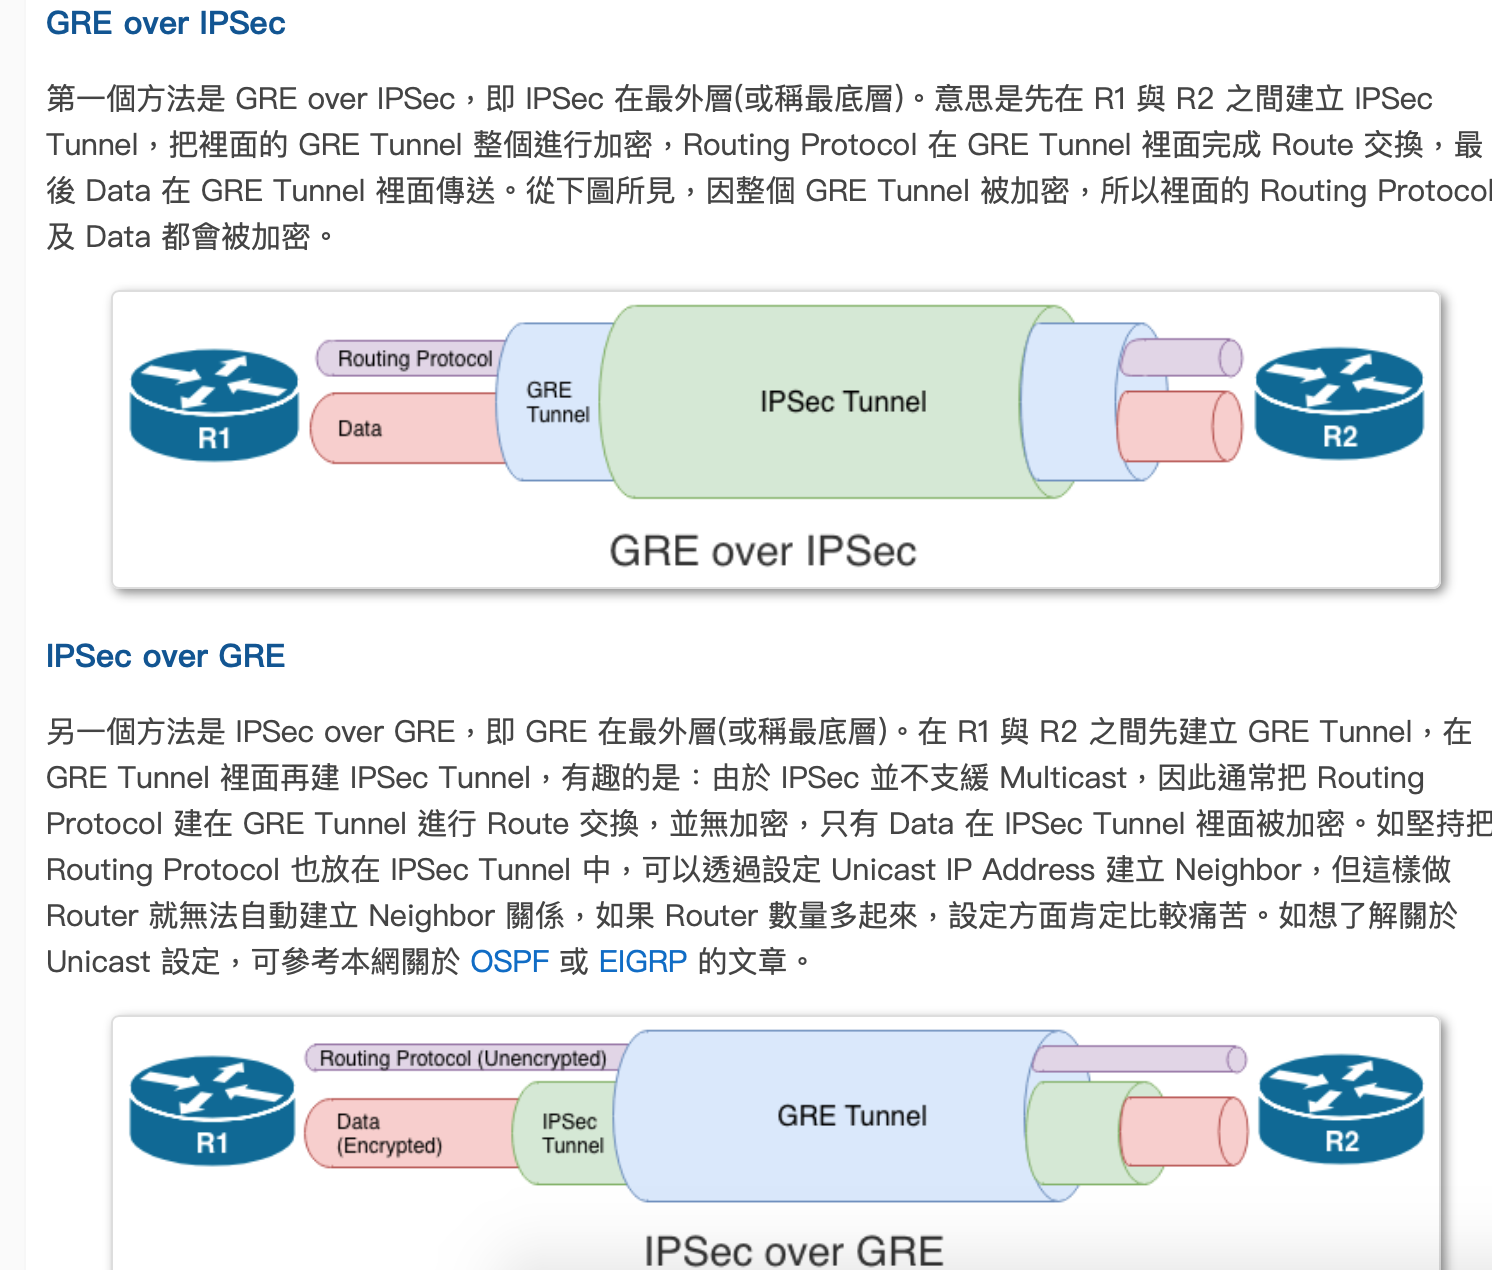 GRE over IPSec
第一個方法是 GRE over IPSec，即 IPSec 在最外層(或稱最底層)。意思是先在 R1 與 R2 之間建立 IPSec
Tunnel，把裡面的 GRE Tunnel 整個進行加密，Routing Protocol 在 GRE Tunnel 裡面完成 Route 交換，最
後 Data 在 GRE Tunnel 裡面傳送。從下圖所見，因整個 GRE Tunnel 被加密，所以裡面的 Routing Protocol
及 Data 都會被加密。
R1
Routing Protocol
Data
GRE
Tunnel
IPSec Tunnel
R2
GRE over IPSec
IPSec over GRE
另一個方法是 IPSec over GRE，即 GRE 在最外層(或稱最底層)。在 R1 與 R2 之間先建立 GRE Tunnel，在
GRE Tunnel 裡面再建 IPSec Tunnel，有趣的是：由於 IPSec 並不支緩 Multicast，因此通常把 Routing
Protocol 建在 GRE Tunnel 進行 Route 交換，並無加密，只有 Data 在 IPSec Tunnel 裡面被加密。如堅持把
Routing Protocol 也放在 IPSec Tunnel 中，可以透過設定 Unicast IP Address 建立 Neighbor，但這樣做
Router 就無法自動建立 Neighbor 關係，如果 Router 數量多起來，設定方面肯定比較痛苦。如想了解關於
Unicast 設定，可參考本網關於 OSPF 或 EIGRP 的文章。
R1
Routing Protocol (Unencrypted)
Data
(Encrypted)
IPSec
Tunnel
GRE Tunnel
R2
IPSec over GRE